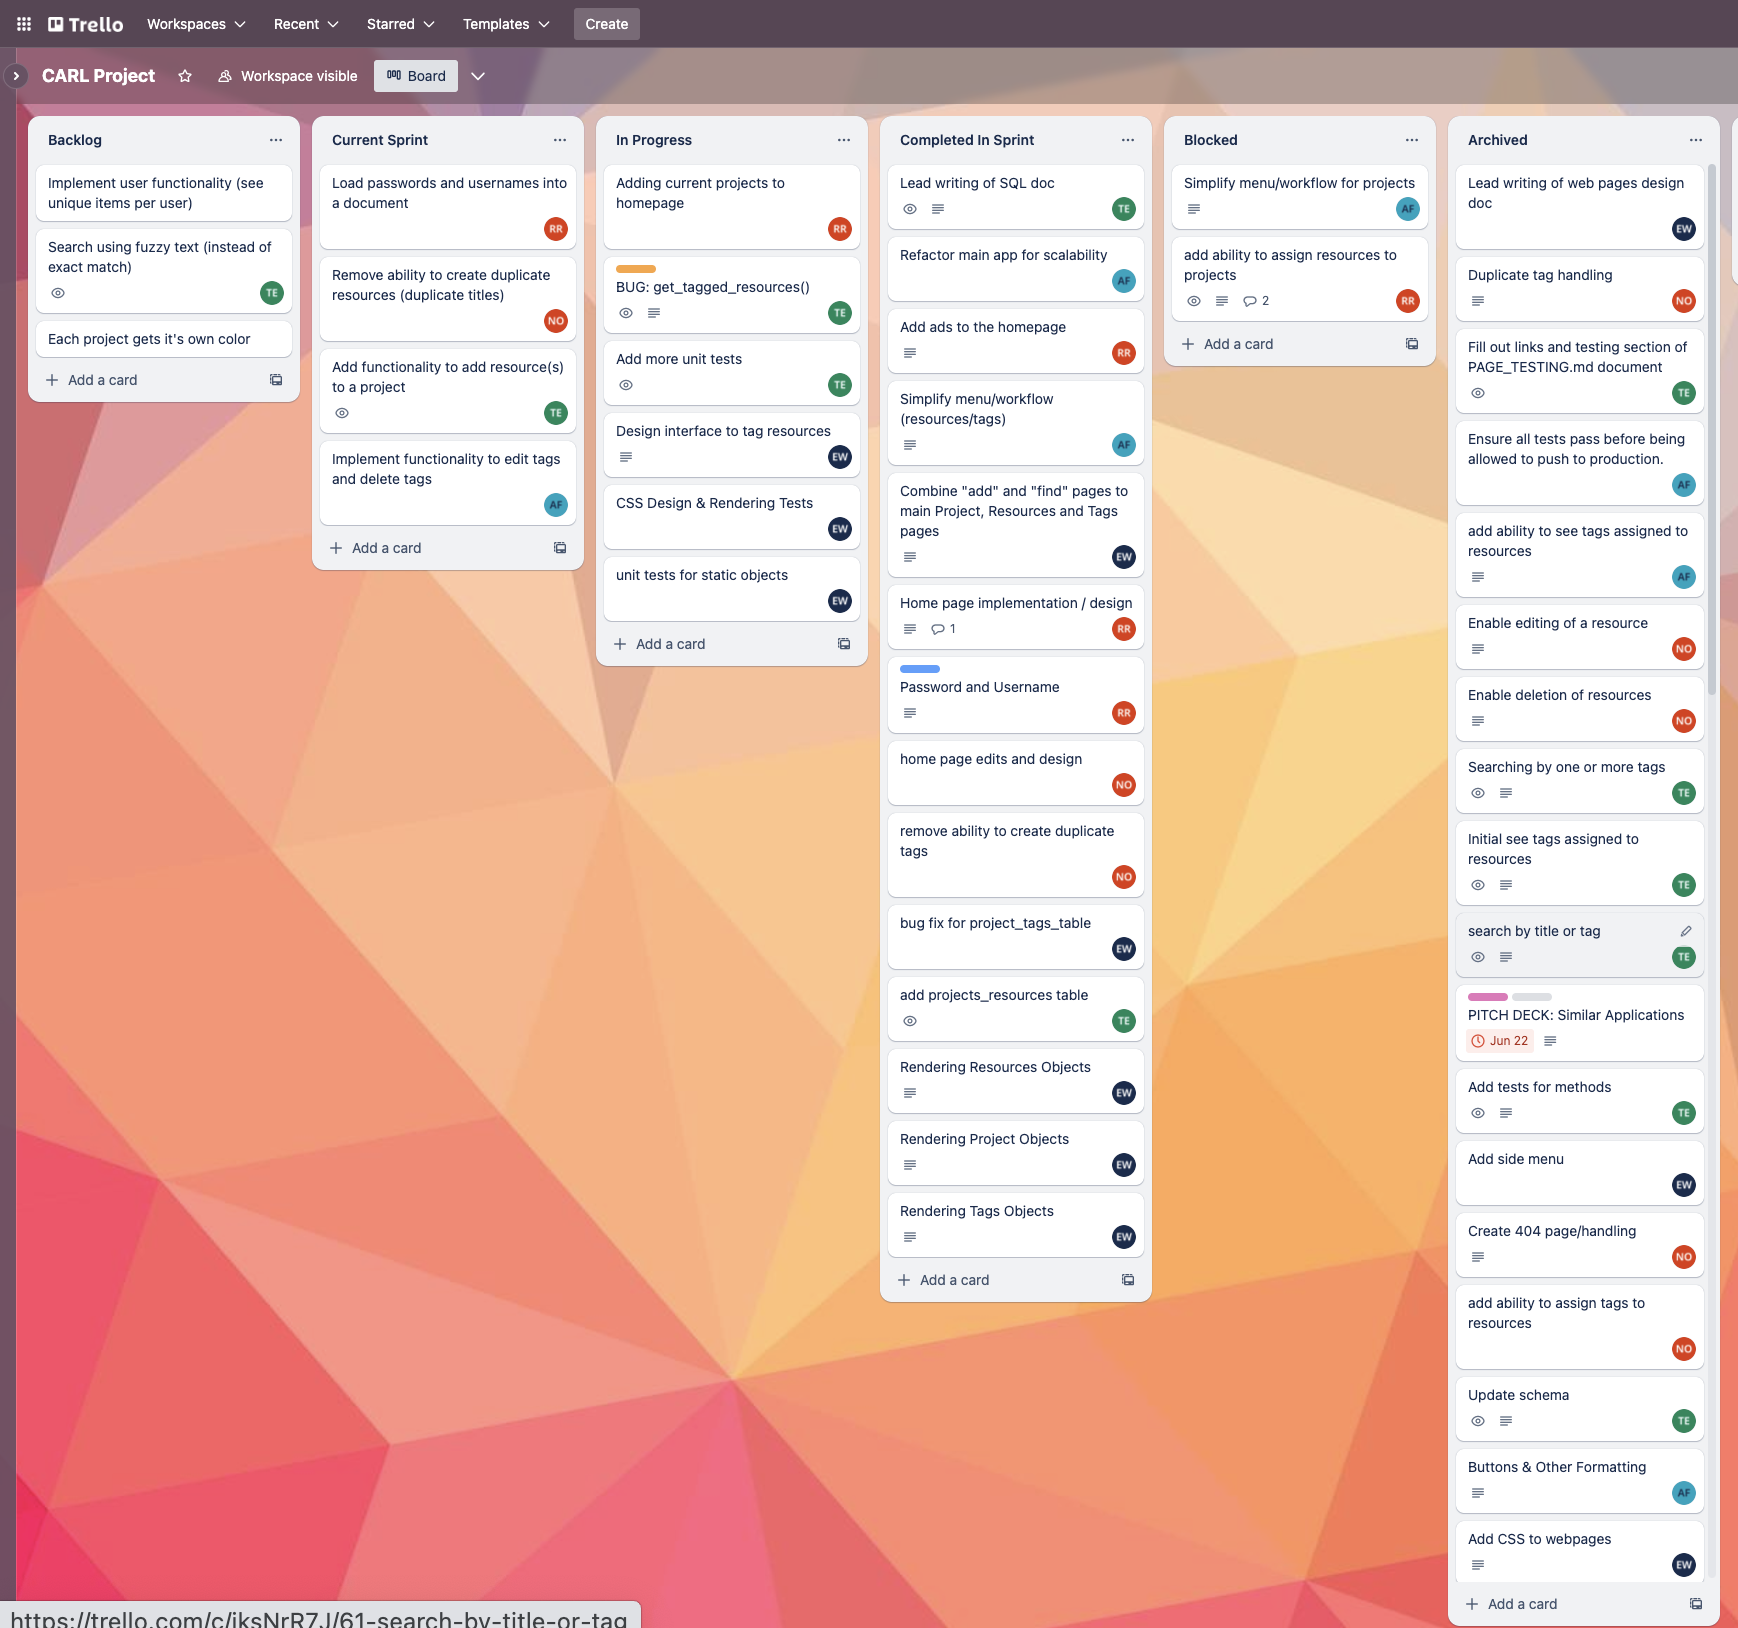 Trello
Workspaces
Recent
Starred
Templates
Create
CARL Project
Workspace visible
Board
Backlog
Implement user functionality (see
unique items per user)
Search using fuzzy text (instead of
exact match)
TE
Each project gets it's own color
Add a card
Current Sprint
Load passwords and usernames into
a document
RR
Remove ability to create duplicate
resources (duplicate titles)
NO
Add functionality to add resource(s)
to a project
TE
Implement functionality to edit tags
and delete tags
AF
Add a card
In Progress
Adding current projects to
homepage
RR
BUG: get_tagged_resources()
TE
Add more unit tests
TE
Design interface to tag resources
EW
CSS Design & Rendering Tests
EW
unit tests for static objects
EW
Add a card
Completed In Sprint
Lead writing of SQL doc
TE
Refactor main app for scalability
AF
Add ads to the homepage
RR
Simplify menu/workflow
(resources/tags)
AF
Combine "add" and "find" pages to
main Project, Resources and Tags
pages
EW
Home page implementation / design
1
RR
Password and Username
RR
home page edits and design
NO
remove ability to create duplicate
tags
NO
bug fix for project_tags_table
EW
add projects_resources table
TE
Rendering Resources Objects
EW
Rendering Project Objects
EW
Rendering Tags Objects
EW
Add a card
Blocked
Simplify menu/workflow for projects
AF
add ability to assign resources to
projects
2
RR
Add a card
Archived
Lead writing of web pages design
doc
EW
Duplicate tag handling
NO
Fill out links and testing section of
PAGE_TESTING.md document
TE
Ensure all tests pass before being
allowed to push to production.
AF
add ability to see tags assigned to
resources
AF
Enable editing of a resource
NO
Enable deletion of resources
NO
Searching by one or more tags
TE
Initial see tags assigned to
resources
TE
search by title or tag
TE
PITCH DECK: Similar Applications
Jun 22
Add tests for methods
TE
Add side menu
EW
Create 404 page/handling
NO
add ability to assign tags to
resources
NO
Update schema
TE
Buttons & Other Formatting
AF
Add CSS to webpages
EW
Add a card
https://trello.com/c/iksNrR7J/61-search-by-title-or-tag